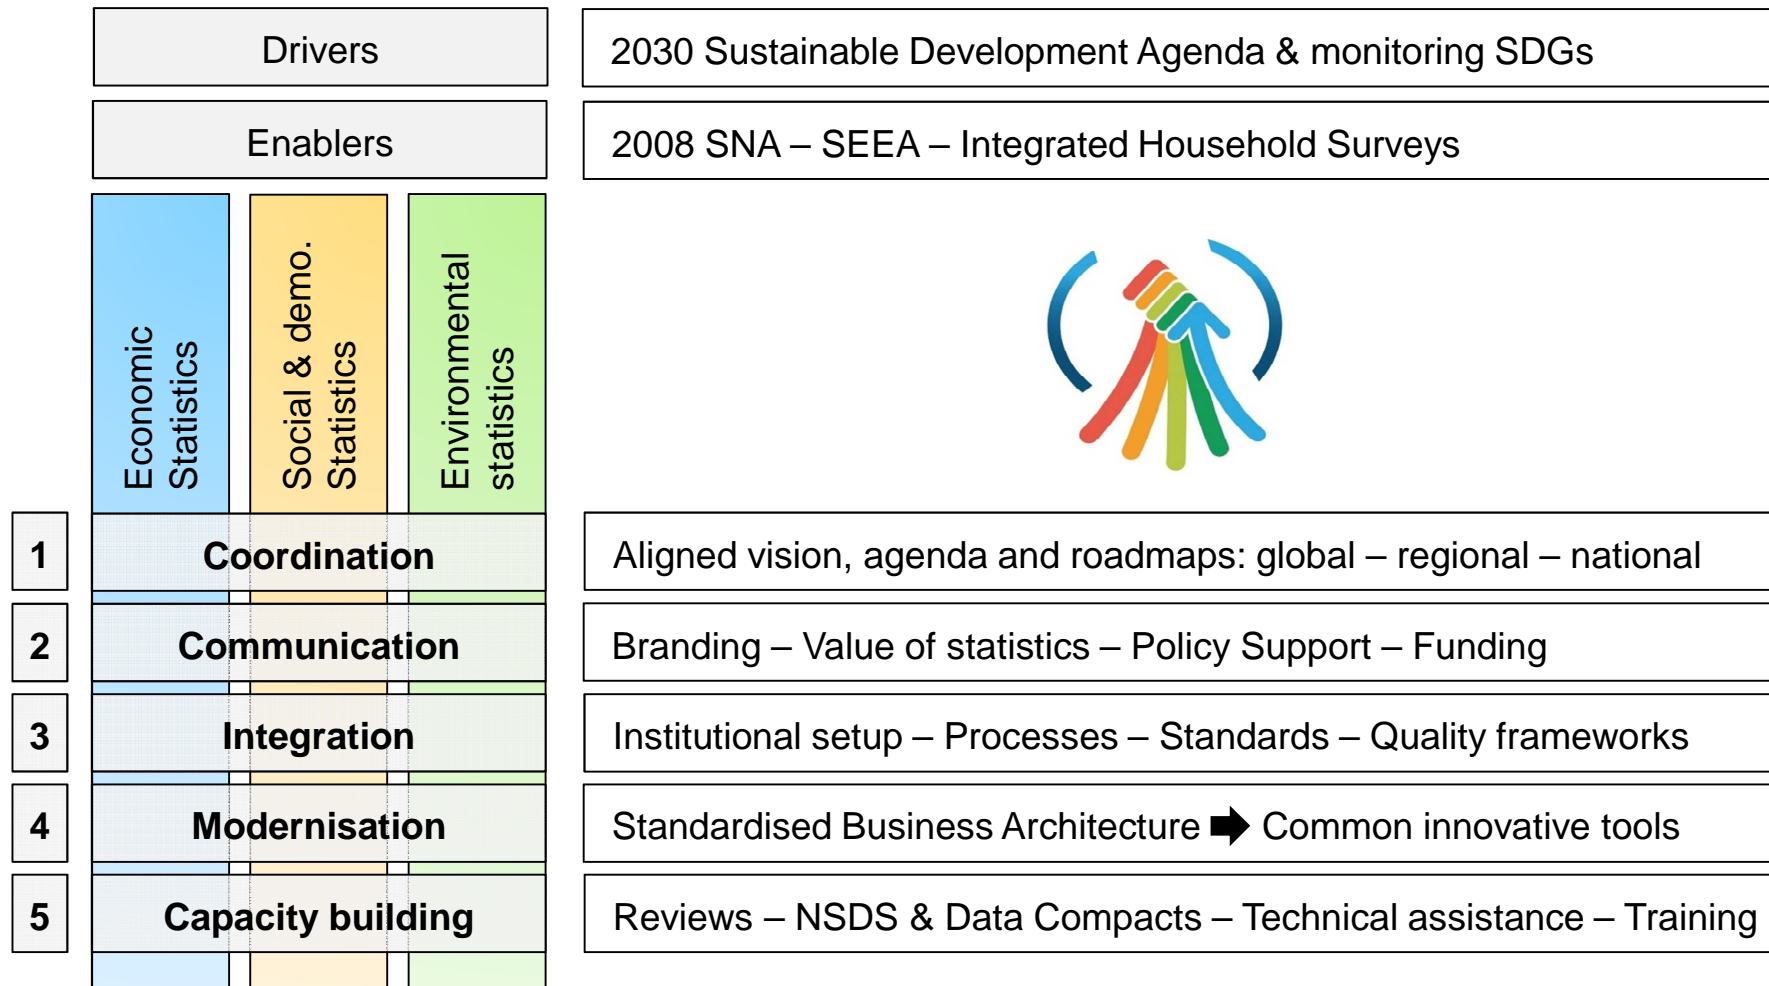 Drivers
2030 Sustainable Development Agenda & monitoring SDGs
Enablers
2008 SNA – SEEA – Integrated Household Surveys
Economic
Statistics
Social & demo.
Statistics
Environmental
statistics
1
Coordination
Aligned vision, agenda and roadmaps: global – regional – national
2
Communication
Branding – Value of statistics – Policy Support – Funding
3
Integration
Institutional setup – Processes – Standards – Quality frameworks
4
Modernisation
Standardised Business Architecture ➡ Common innovative tools
5
Capacity building
Reviews – NSDS & Data Compacts – Technical assistance – Training